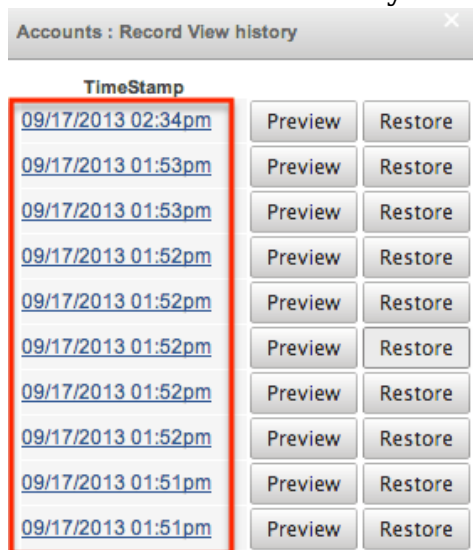 Accounts : Record View history
TimeStamp
09/17/2013 02:34pm Preview Restore
09/17/2013 01:53pm Preview Restore
09/17/2013 01:53pm Preview Restore
09/17/2013 01:52pm Preview Restore
09/17/2013 01:52pm Preview Restore
09/17/2013 01:52pm Preview Restore
09/17/2013 01:52pm Preview Restore
09/17/2013 01:52pm Preview Restore
09/17/2013 01:51pm Preview Restore
09/17/2013 01:51pm Preview Restore